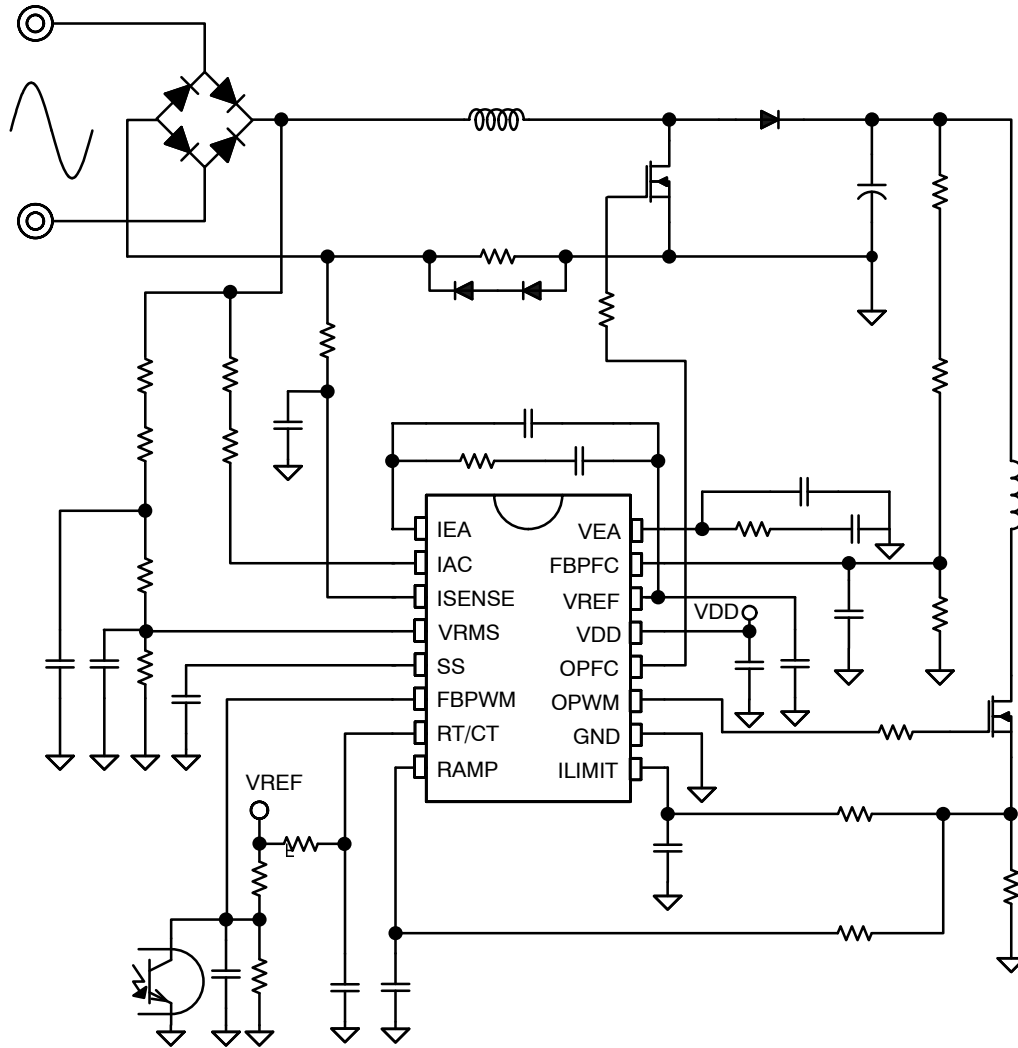 IEA
IAC
ISENSE
VRMS
SS
FBPWM
RT/CT
RAMP
VEA
FBPFC
VREF
VDD
OPFC
OPWM
GND
ILIMIT
VDD
VREF
E